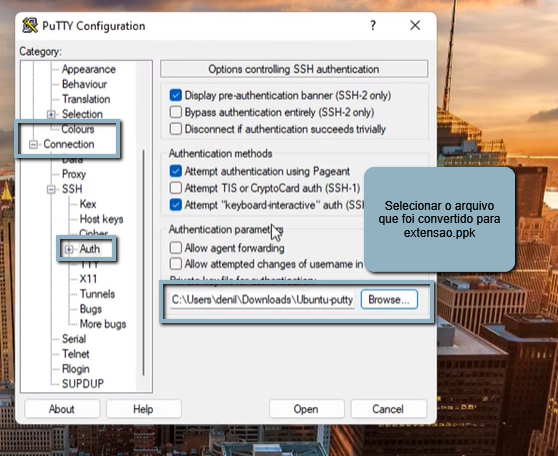 PuTTY Configuration
?
Category:
Appearance
Behaviour
Translation
Selection
Colours
Connection
Data
Proxy
SSH
Kex
Host keys
Cipher
Auth
TTY
X11
Tunnels
Bugs
More bugs
Serial
Telnet
Rlogin
SUPDUP
Options controlling SSH authentication
Display pre-authentication banner (SSH-2 only)
Bypass authentication entirely (SSH-2 only)
Disconnect if authentication succeeds trivially
Authentication methods
Attempt authentication using Pageant
Attempt TIS or CryptoCard auth (SSH-1)
Attempt "keyboard-interactive" auth (SSH
Authentication parameters
Allow agent forwarding
Allow attempted changes of username in
Private key file for authentication:
C:\Users\denil\Downloads\Ubuntu-putty
Browse...
Selecionar o arquivo
que foi convertido para
extensao.ppk
About
Help
Open
Cancel